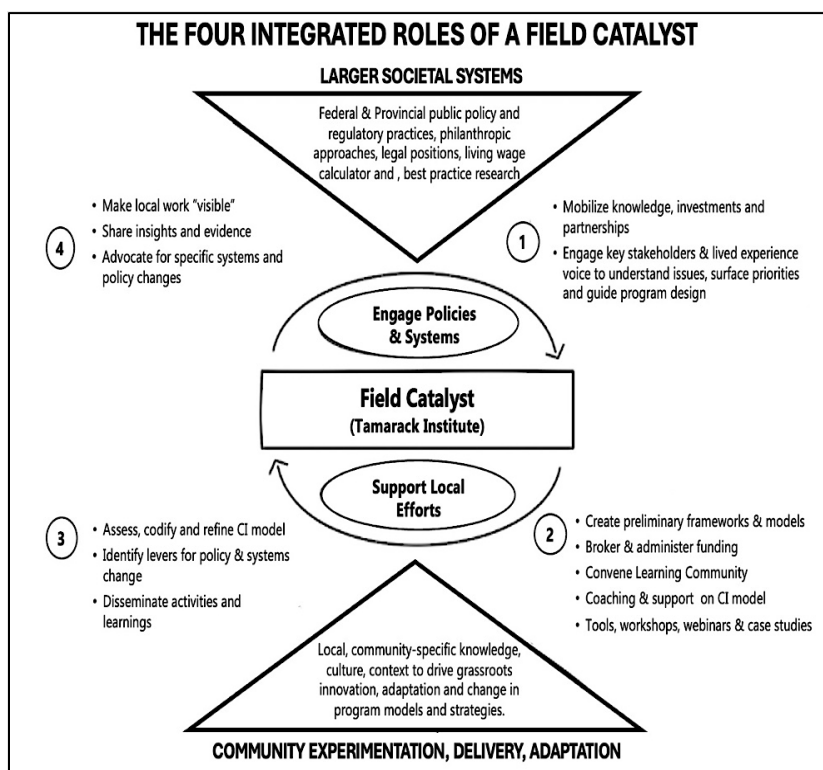 THE FOUR INTEGRATED ROLES OF A FIELD CATALYST
LARGER SOCIETAL SYSTEMS
Federal & Provincial public policy and
regulatory practices, philanthropic
approaches, legal positions, living wage
calculator and , best practice research
4
• Make local work "visible"
• Share insights and evidence
• Advocate for specific systems and
policy changes
1
• Mobilize knowledge, investments and
partnerships
• Engage key stakeholders & lived experience
voice to understand issues, surface priorities
and guide program design
Engage Policies
& Systems
Field Catalyst
(Tamarack Institute)
Support Local
Efforts
3
• Assess, codify and refine CI model
• Identify levers for policy & systems
change
• Disseminate activities and
learnings
2
• Create preliminary frameworks & models
• Broker & administer funding
• Convene Learning Community
• Coaching & support on CI model
• Tools, workshops, webinars & case studies
Local, community-specific knowledge,
culture, context to drive grassroots
innovation, adaptation and change in
program models and strategies.
COMMUNITY EXPERIMENTATION, DELIVERY, ADAPTATION